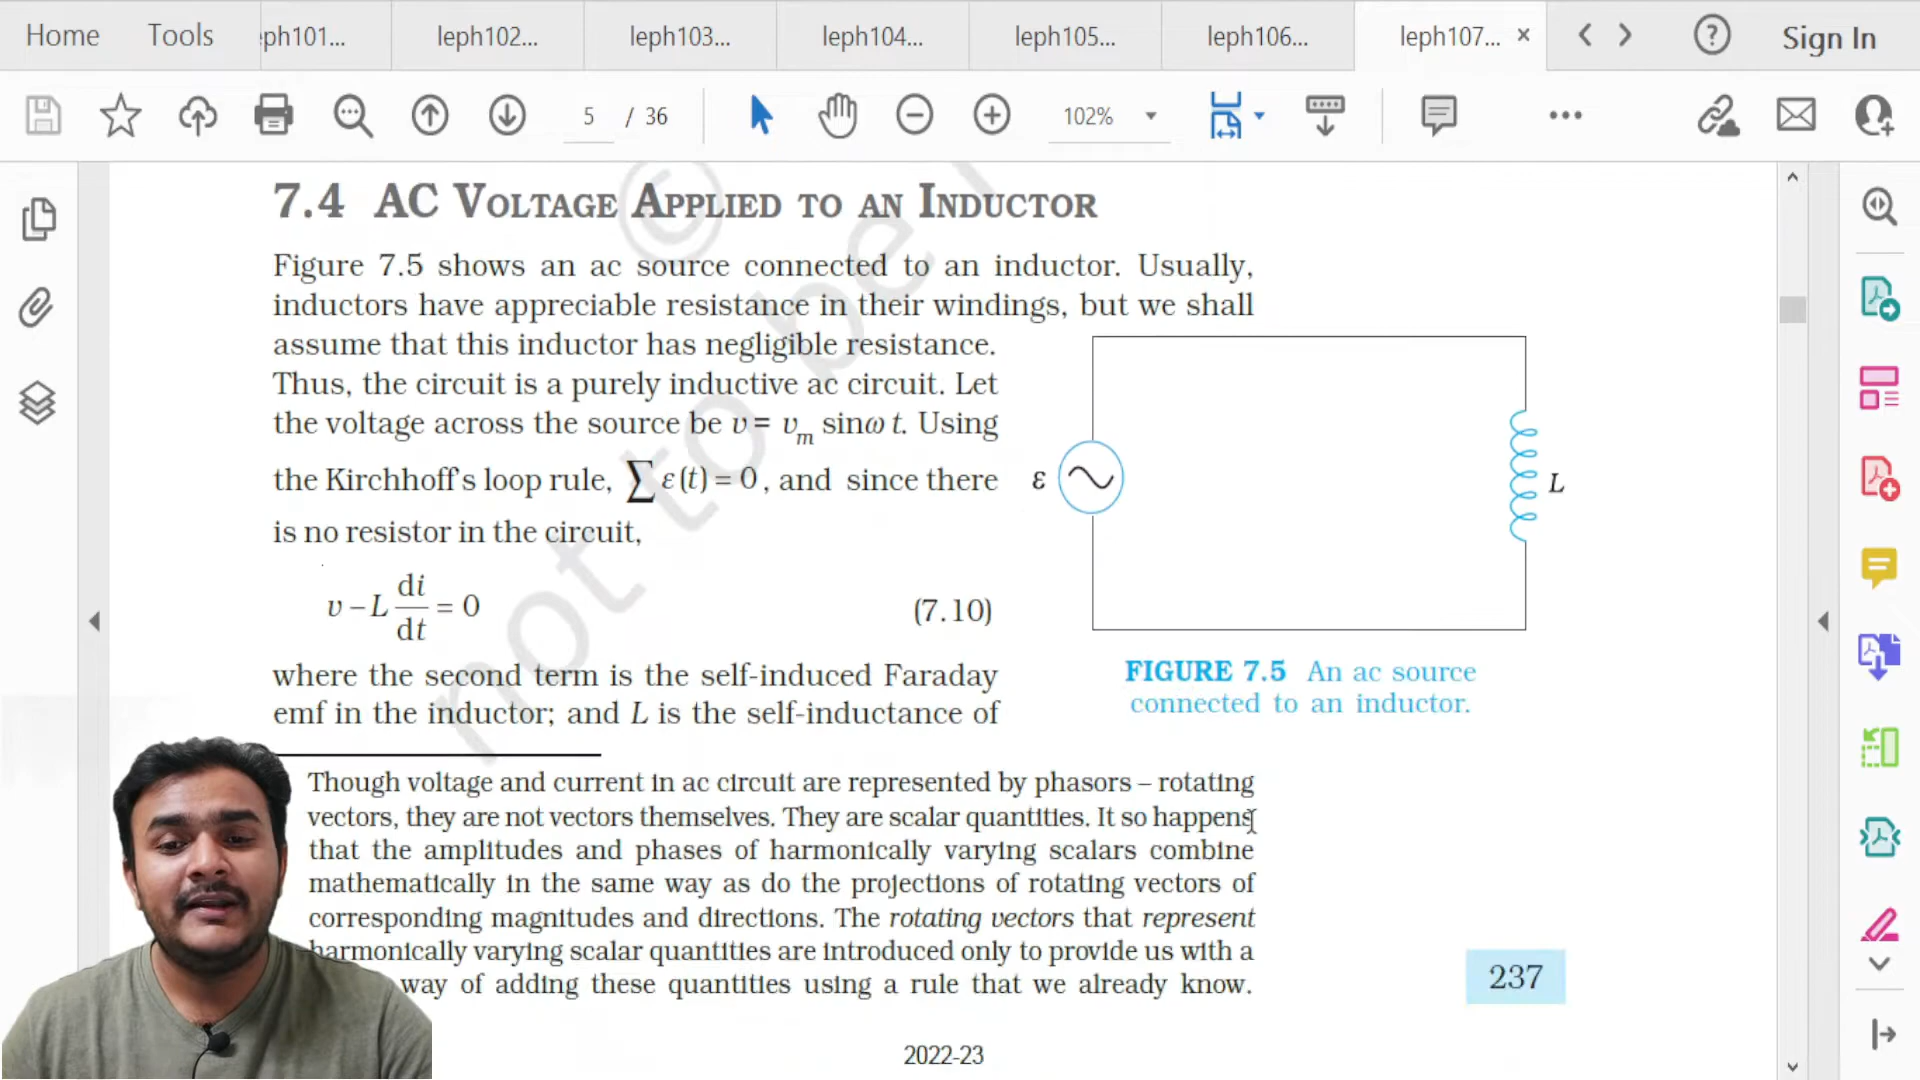 Home Tools eph101... leph102... leph103... leph104... leph105... leph106... leph107... × Sign In
5 / 36 102%
7.4 AC VOLTAGE APPLIED TO AN INDUCTOR
Figure 7.5 shows an ac source connected to an inductor. Usually,
inductors have appreciable resistance in their windings, but we shall
assume that this inductor has negligible resistance.
Thus, the circuit is a purely inductive ac circuit. Let
the voltage across the source be v = vm sinω t. Using
the Kirchhoff's loop rule, ∑ ε (t) = 0, and since there
is no resistor in the circuit,
v – L di/dt = 0 (7.10)
where the second term is the self-induced Faraday
emf in the inductor; and L is the self-inductance of
ε
L
FIGURE 7.5 An ac source
connected to an inductor.
Though voltage and current in ac circuit are represented by phasors – rotating
vectors, they are not vectors themselves. They are scalar quantities. It so happens
that the amplitudes and phases of harmonically varying scalars combine
mathematically in the same way as do the projections of rotating vectors of
corresponding magnitudes and directions. The rotating vectors that represent
harmonically varying scalar quantities are introduced only to provide us with a
way of adding these quantities using a rule that we already know.
237
2022-23
© not to be